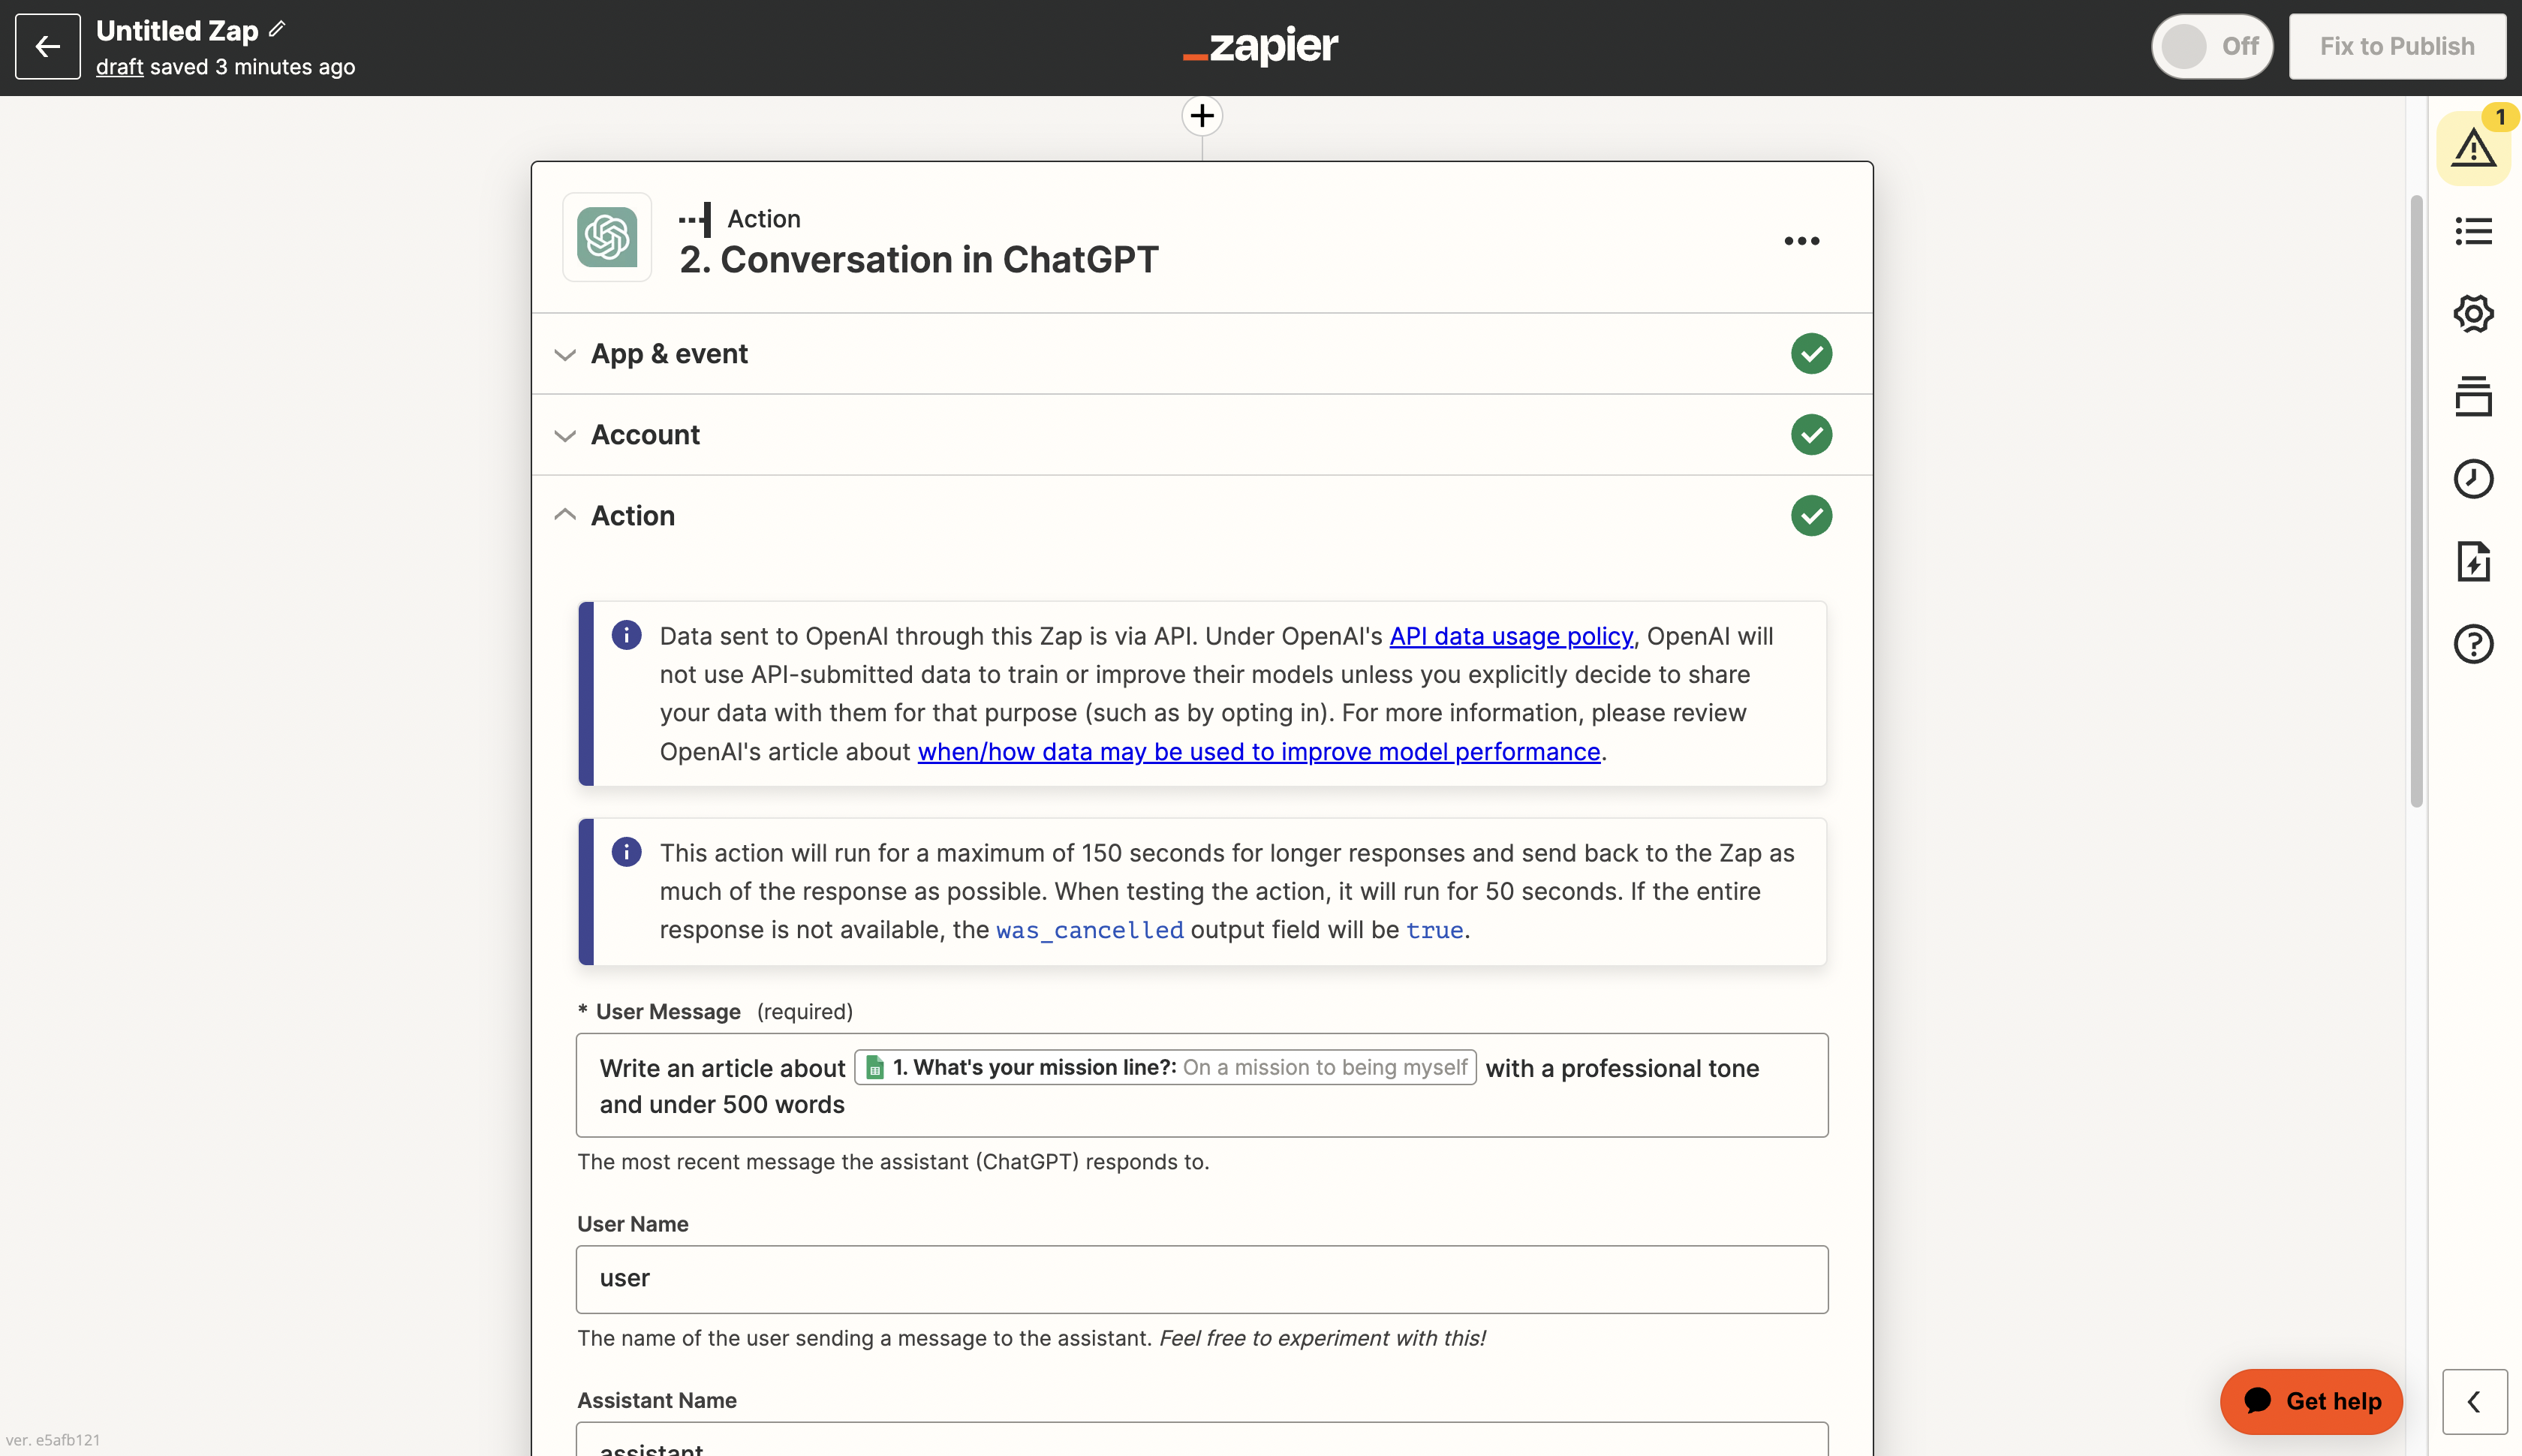 Untitled Zap
draft saved 3 minutes ago
zapier
Off
Fix to Publish
1
Action
2. Conversation in ChatGPT
App & event
Account
Action
Data sent to OpenAI through this Zap is via API. Under OpenAI's API data usage policy, OpenAI will
not use API-submitted data to train or improve their models unless you explicitly decide to share
your data with them for that purpose (such as by opting in). For more information, please review
OpenAI's article about when/how data may be used to improve model performance.
This action will run for a maximum of 150 seconds for longer responses and send back to the Zap as
much of the response as possible. When testing the action, it will run for 50 seconds. If the entire
response is not available, the was_cancelled output field will be true.
* User Message (required)
Write an article about 1. What's your mission line?: On a mission to being myself with a professional tone
and under 500 words
The most recent message the assistant (ChatGPT) responds to.
User Name
user
The name of the user sending a message to the assistant. Feel free to experiment with this!
Assistant Name
assistant
Get help
ver. e5afb121